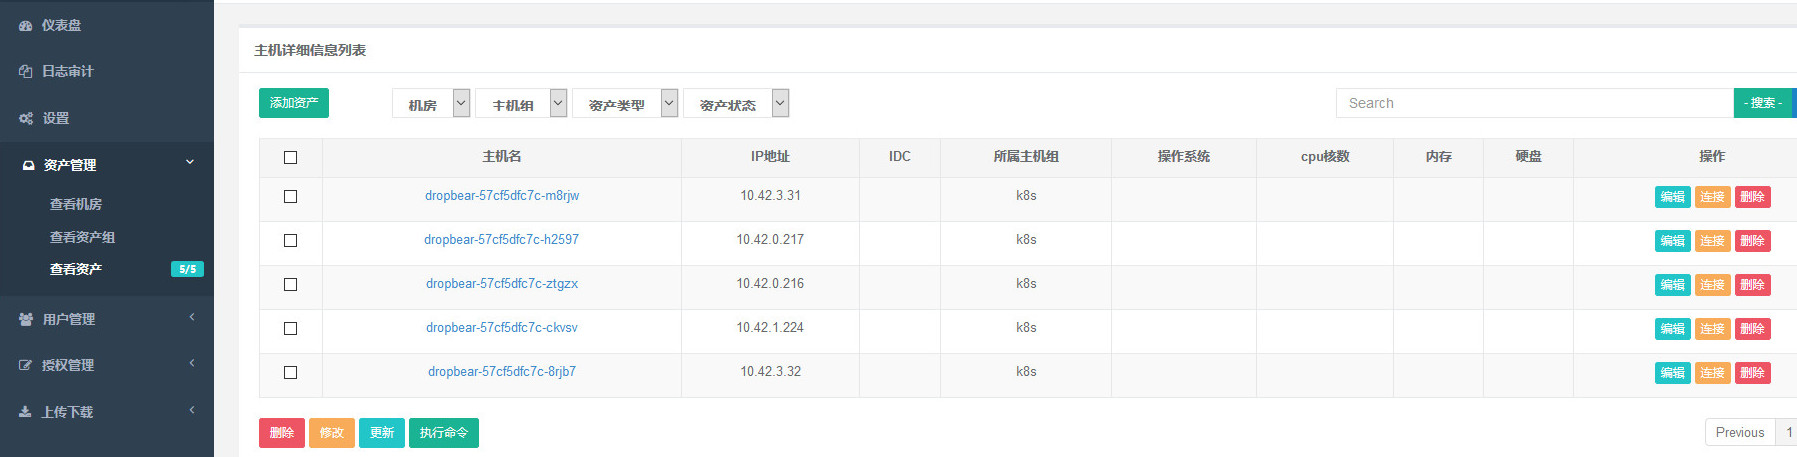 仪表盘
日志审计
设置
资产管理
查看机房
查看资产组
查看资产 5/5
用户管理
授权管理
上传下载
主机详细信息列表
添加资产 机房 主机组 资产类型 资产状态 Search - 搜索 -
主机名 IP地址 IDC 所属主机组 操作系统 cpu核数 内存 硬盘 操作
dropbear-57cf5dfc7c-m8rjw 10.42.3.31 k8s 编辑 连接 删除
dropbear-57cf5dfc7c-h2597 10.42.0.217 k8s 编辑 连接 删除
dropbear-57cf5dfc7c-ztgzx 10.42.0.216 k8s 编辑 连接 删除
dropbear-57cf5dfc7c-ckvsv 10.42.1.224 k8s 编辑 连接 删除
dropbear-57cf5dfc7c-8rjb7 10.42.3.32 k8s 编辑 连接 删除
删除 修改 更新 执行命令 Previous 1